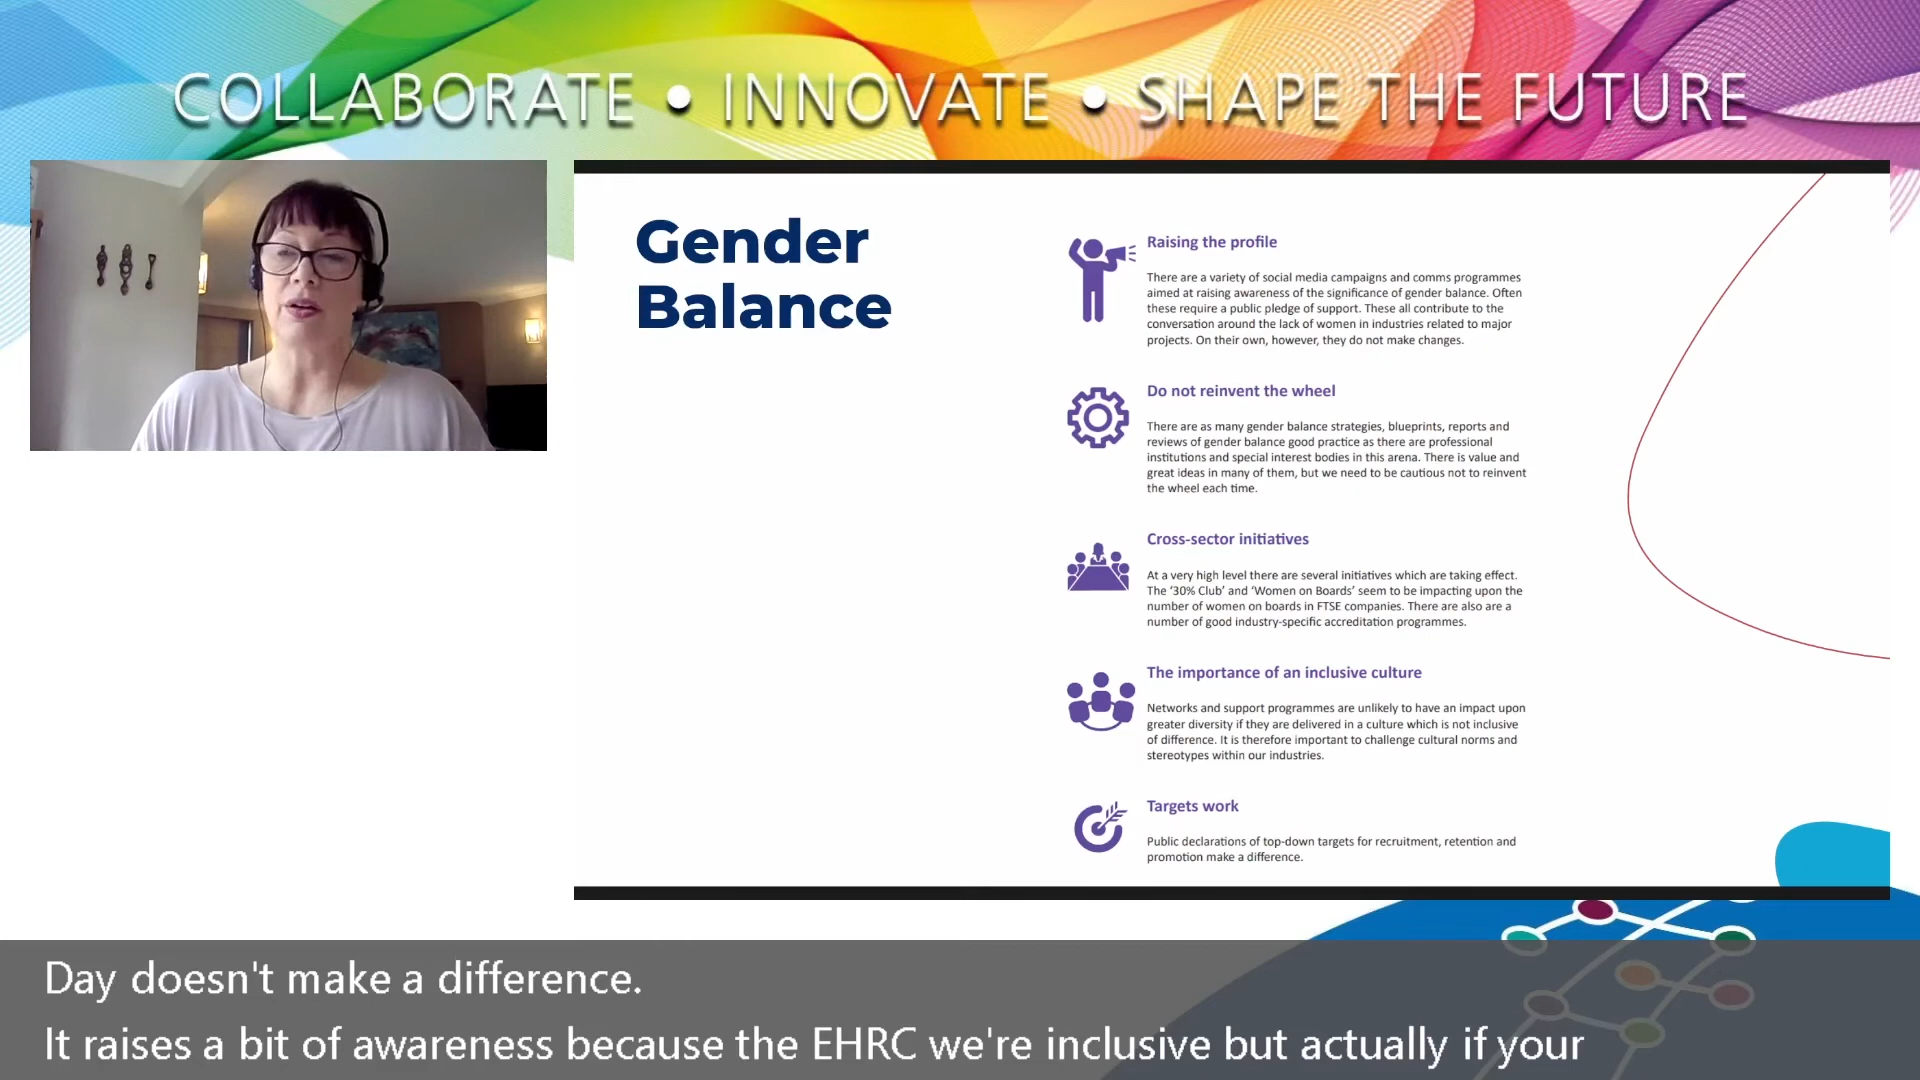 COLLABORATE • INNOVATE • SHAPE THE FUTURE
Gender
Balance
Raising the profile
There are a variety of social media campaigns and comms programmes
aimed at raising awareness of the significance of gender balance. Often
these require a public pledge of support. These all contribute to the
conversation around the lack of women in industries related to major
projects. On their own, however, they do not make changes.
Do not reinvent the wheel
There are as many gender balance strategies, blueprints, reports and
reviews of gender balance good practice as there are professional
institutions and special interest bodies in this arena. There is value and
great ideas in many of them, but we need to be cautious not to reinvent
the wheel each time.
Cross-sector initiatives
At a very high level there are several initiatives which are taking effect.
The ‘30% Club’ and ‘Women on Boards’ seem to be impacting upon the
number of women on boards in FTSE companies. There are also are a
number of good industry-specific accreditation programmes.
The importance of an inclusive culture
Networks and support programmes are unlikely to have an impact upon
greater diversity if they are delivered in a culture which is not inclusive
of difference. It is therefore important to challenge cultural norms and
stereotypes within our industries.
Targets work
Public declarations of top-down targets for recruitment, retention and
promotion make a difference.
Day doesn't make a difference.
It raises a bit of awareness because the EHRC we're inclusive but actually if your